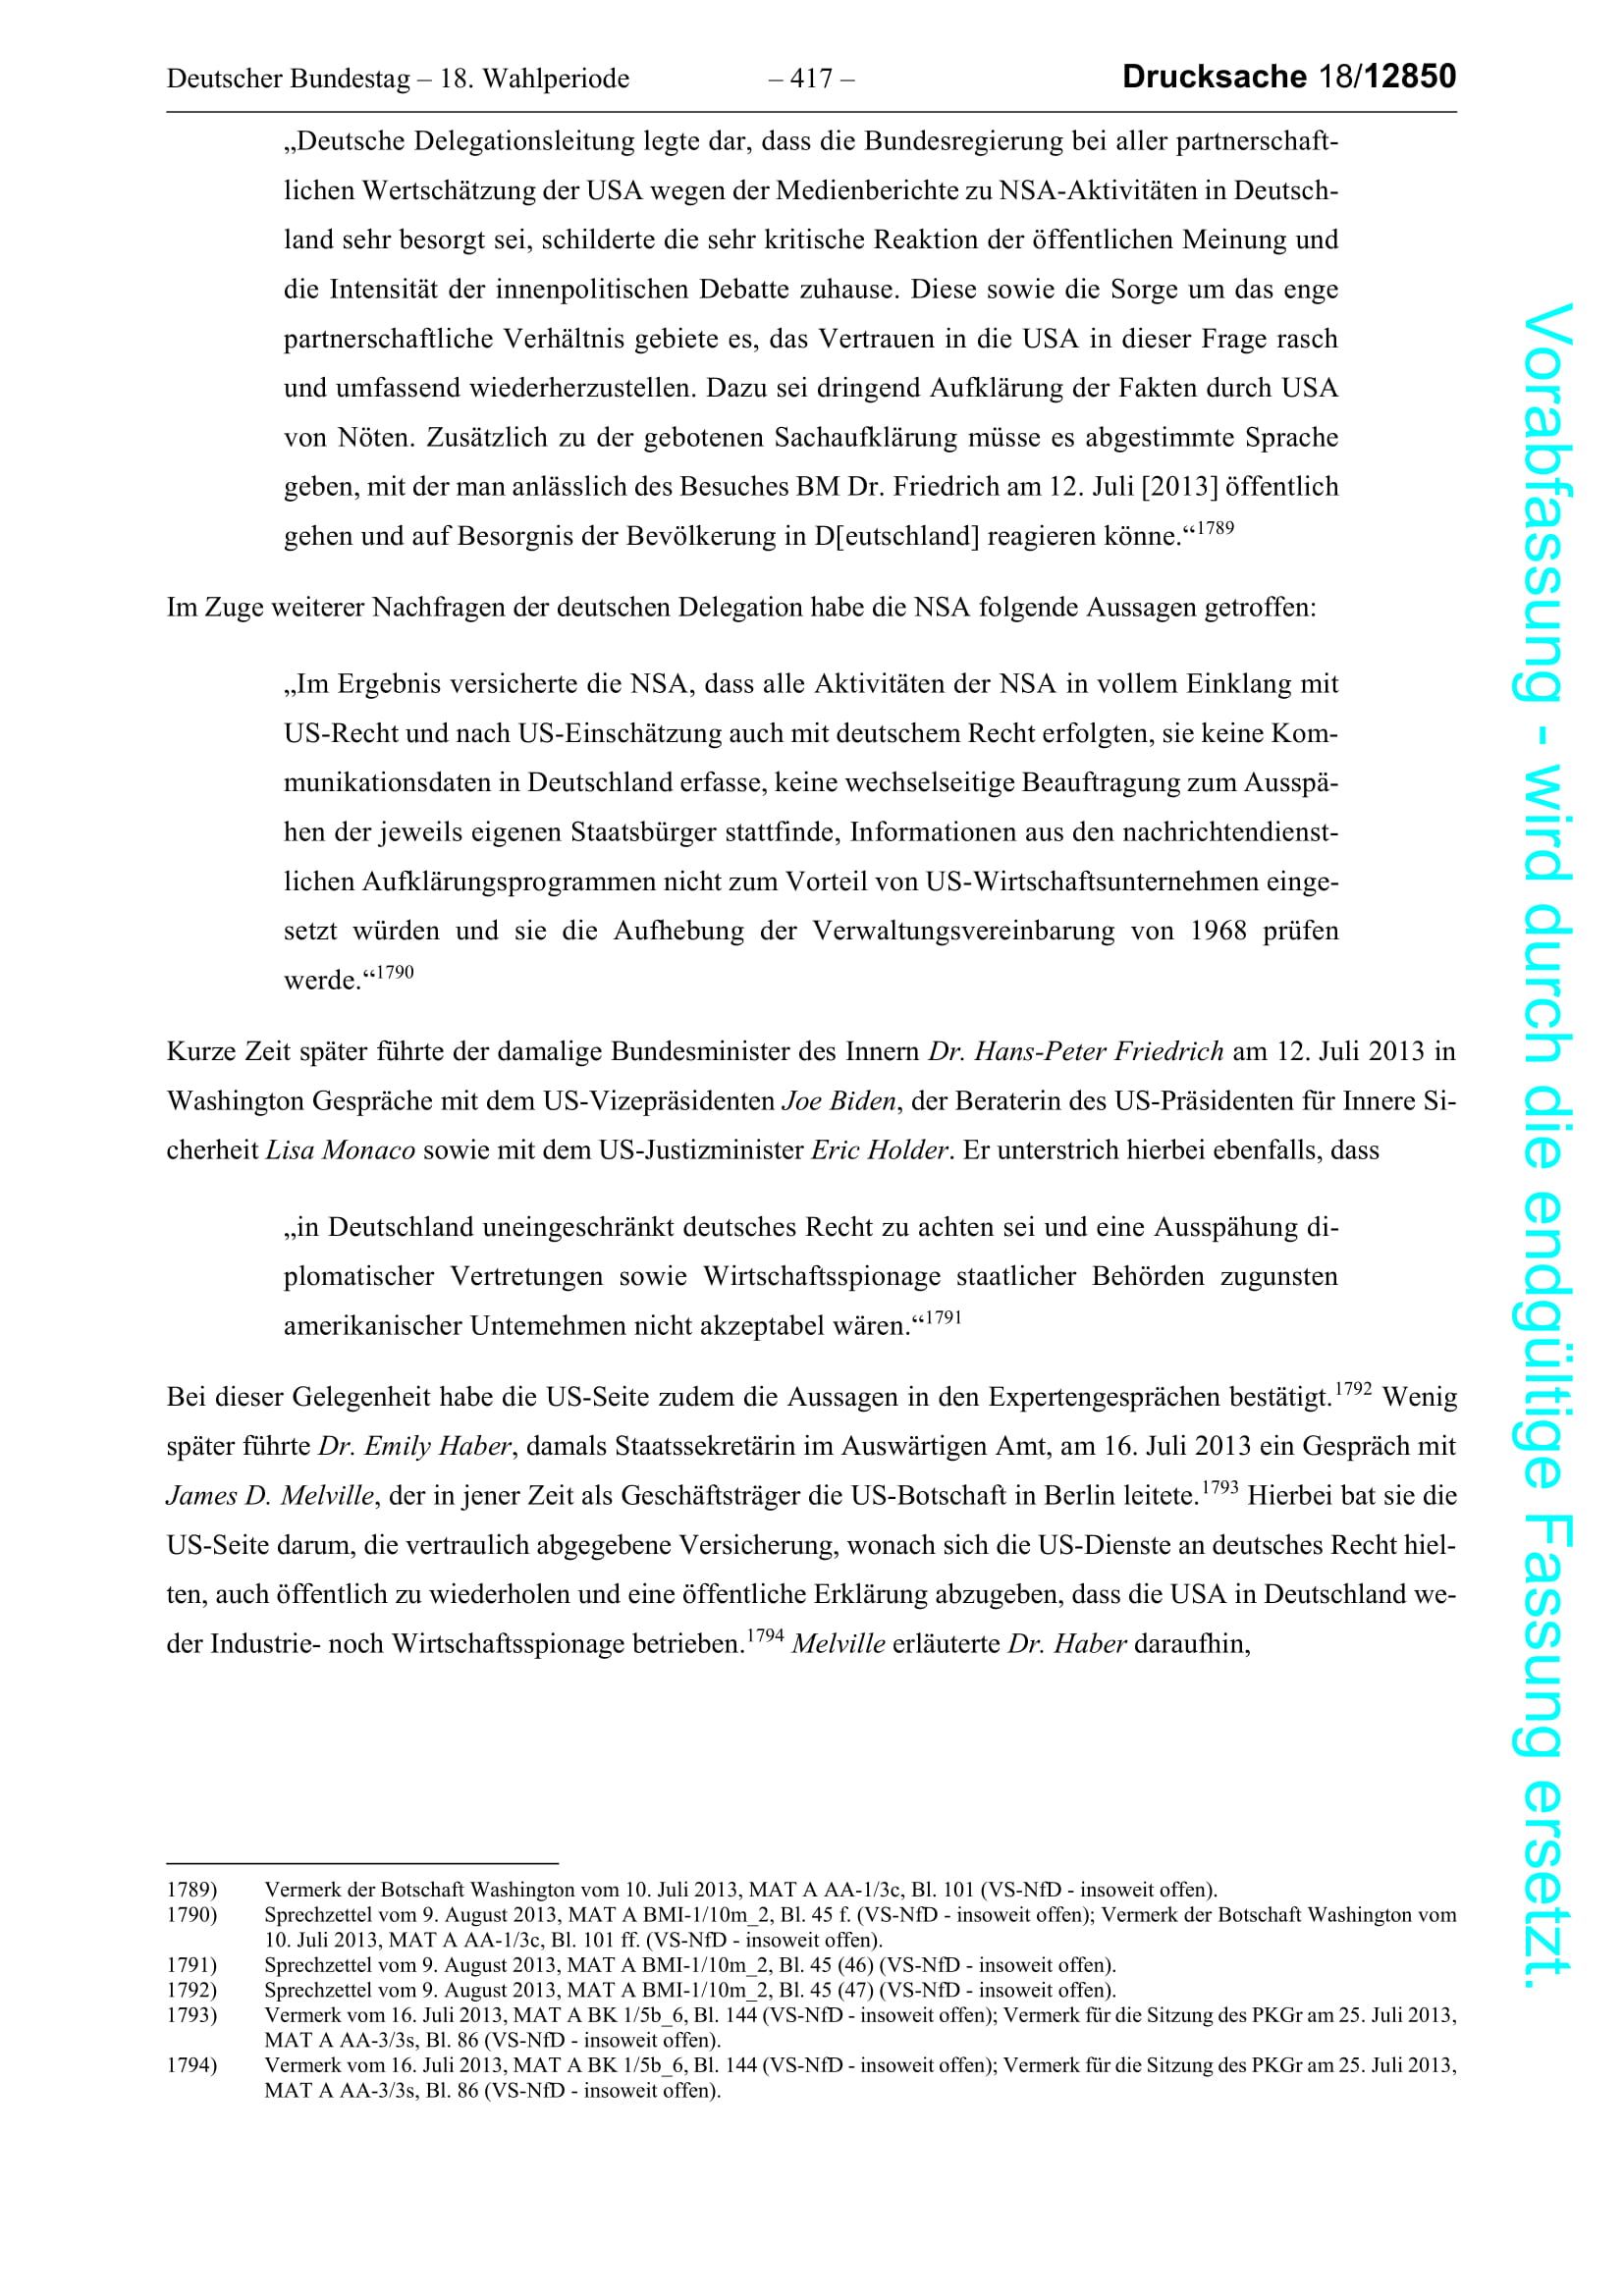 Deutscher Bundestag – 18. Wahlperiode – 417 – Drucksache 18/12850
„Deutsche Delegationsleitung legte dar, dass die Bundesregierung bei aller partnerschaft-
lichen Wertschätzung der USA wegen der Medienberichte zu NSA-Aktivitäten in Deutsch-
land sehr besorgt sei, schilderte die sehr kritische Reaktion der öffentlichen Meinung und
die Intensität der innenpolitischen Debatte zuhause. Diese sowie die Sorge um das enge
partnerschaftliche Verhältnis gebiete es, das Vertrauen in die USA in dieser Frage rasch
und umfassend wiederherzustellen. Dazu sei dringend Aufklärung der Fakten durch USA
von Nöten. Zusätzlich zu der gebotenen Sachaufklärung müsse es abgestimmte Sprache
geben, mit der man anlässlich des Besuches BM Dr. Friedrich am 12. Juli [2013] öffentlich
gehen und auf Besorgnis der Bevölkerung in D[eutschland] reagieren könne.“1789
Im Zuge weiterer Nachfragen der deutschen Delegation habe die NSA folgende Aussagen getroffen:
„Im Ergebnis versicherte die NSA, dass alle Aktivitäten der NSA in vollem Einklang mit
US-Recht und nach US-Einschätzung auch mit deutschem Recht erfolgten, sie keine Kom-
munikationsdaten in Deutschland erfasse, keine wechselseitige Beauftragung zum Ausspä-
hen der jeweils eigenen Staatsbürger stattfinde, Informationen aus den nachrichtendienst-
lichen Aufklärungsprogrammen nicht zum Vorteil von US-Wirtschaftsunternehmen einge-
setzt würden und sie die Aufhebung der Verwaltungsvereinbarung von 1968 prüfen
werde.“1790
Kurze Zeit später führte der damalige Bundesminister des Innern Dr. Hans-Peter Friedrich am 12. Juli 2013 in
Washington Gespräche mit dem US-Vizepräsidenten Joe Biden, der Beraterin des US-Präsidenten für Innere Si-
cherheit Lisa Monaco sowie mit dem US-Justizminister Eric Holder. Er unterstrich hierbei ebenfalls, dass
„in Deutschland uneingeschränkt deutsches Recht zu achten sei und eine Ausspähung di-
plomatischer Vertretungen sowie Wirtschaftsspionage staatlicher Behörden zugunsten
amerikanischer Untemehmen nicht akzeptabel wären.“1791
Bei dieser Gelegenheit habe die US-Seite zudem die Aussagen in den Expertengesprächen bestätigt.1792 Wenig
später führte Dr. Emily Haber, damals Staatssekretärin im Auswärtigen Amt, am 16. Juli 2013 ein Gespräch mit
James D. Melville, der in jener Zeit als Geschäftsträger die US-Botschaft in Berlin leitete.1793 Hierbei bat sie die
US-Seite darum, die vertraulich abgegebene Versicherung, wonach sich die US-Dienste an deutsches Recht hiel-
ten, auch öffentlich zu wiederholen und eine öffentliche Erklärung abzugeben, dass die USA in Deutschland we-
der Industrie- noch Wirtschaftsspionage betrieben.1794 Melville erläuterte Dr. Haber daraufhin,
1789) Vermerk der Botschaft Washington vom 10. Juli 2013, MAT A AA-1/3c, Bl. 101 (VS-NfD - insoweit offen).
1790) Sprechzettel vom 9. August 2013, MAT A BMI-1/10m_2, Bl. 45 f. (VS-NfD - insoweit offen); Vermerk der Botschaft Washington vom
10. Juli 2013, MAT A AA-1/3c, Bl. 101 ff. (VS-NfD - insoweit offen).
1791) Sprechzettel vom 9. August 2013, MAT A BMI-1/10m_2, Bl. 45 (46) (VS-NfD - insoweit offen).
1792) Sprechzettel vom 9. August 2013, MAT A BMI-1/10m_2, Bl. 45 (47) (VS-NfD - insoweit offen).
1793) Vermerk vom 16. Juli 2013, MAT A BK 1/5b_6, Bl. 144 (VS-NfD - insoweit offen); Vermerk für die Sitzung des PKGr am 25. Juli 2013,
MAT A AA-3/3s, Bl. 86 (VS-NfD - insoweit offen).
1794) Vermerk vom 16. Juli 2013, MAT A BK 1/5b_6, Bl. 144 (VS-NfD - insoweit offen); Vermerk für die Sitzung des PKGr am 25. Juli 2013,
MAT A AA-3/3s, Bl. 86 (VS-NfD - insoweit offen).
Vorabfassung - wird durch die endgültige Fassung ersetzt.